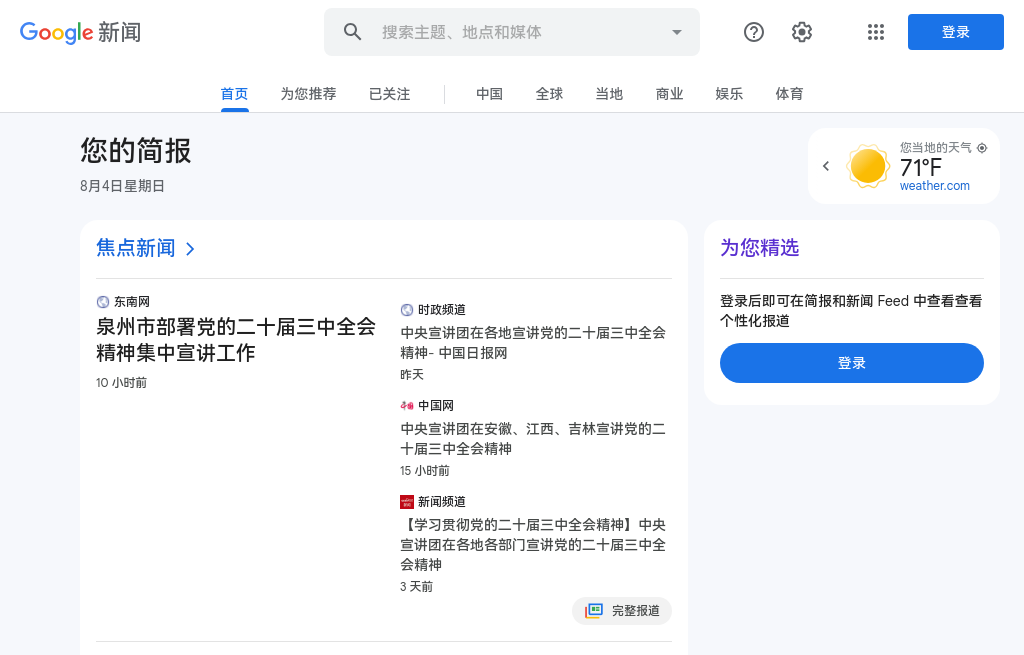 Google 新闻
搜索主题、地点和媒体
登录
首页
为您推荐
已关注
中国
全球
当地
商业
娱乐
体育
您的简报
8月4日星期日
您当地的天气
71°F
weather.com
焦点新闻
东南网
泉州市部署党的二十届三中全会
精神集中宣讲工作
10 小时前
时政频道
中央宣讲团在各地宣讲党的二十届三中全会
精神- 中国日报网
昨天
中国网
中央宣讲团在安徽、江西、吉林宣讲党的二
十届三中全会精神
15 小时前
新闻频道
【学习贯彻党的二十届三中全会精神】中央
宣讲团在各地各部门宣讲党的二十届三中全
会精神
3 天前
完整报道
为您精选
登录后即可在简报和新闻 Feed 中查看查看
个性化报道
登录